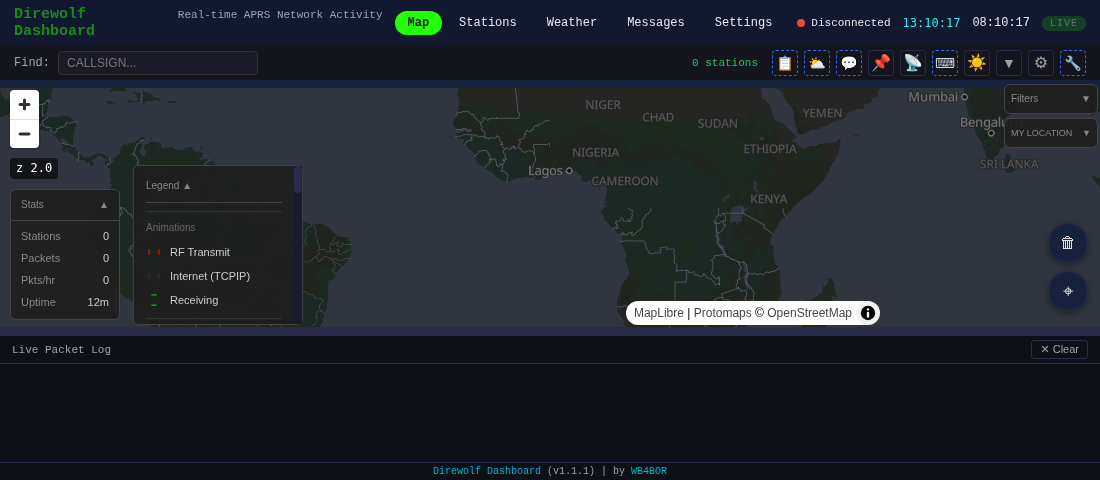 Direwolf Dashboard
Real-time APRS Network Activity
Map Stations Weather Messages Settings
Disconnected 13:10:17 08:10:17 LIVE
Find: CALLSIGN...
0 stations
+
−
z 2.0
Stats ▲
Stations 0
Packets 0
Pkts/hr 0
Uptime 12m
Legend ▲
Animations
RF Transmit
Internet (TCPIP)
Receiving
NIGER
CHAD
SUDAN
YEMEN
NIGERIA
ETHIOPIA
Lagos
CAMEROON
KENYA
Mumbai
SRI LANKA
Filters ▼
MY LOCATION ▼
MapLibre | Protomaps © OpenStreetMap
Live Packet Log
✕ Clear
Direwolf Dashboard (v1.1.1) | by WB4BOR